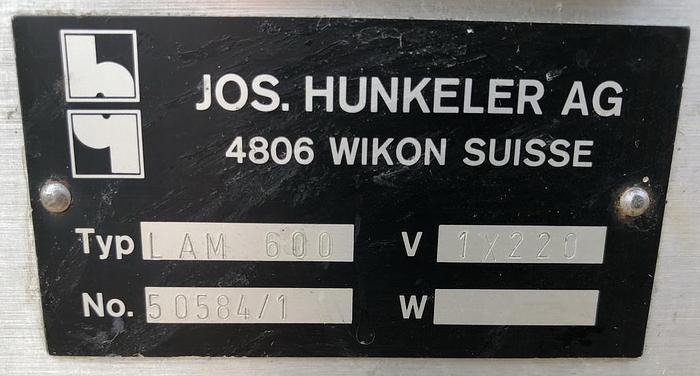 JOS. HUNKELER AG
4806 WIKON SUISSE
Typ LAM 600 V 1X220
No. 50584/1 W